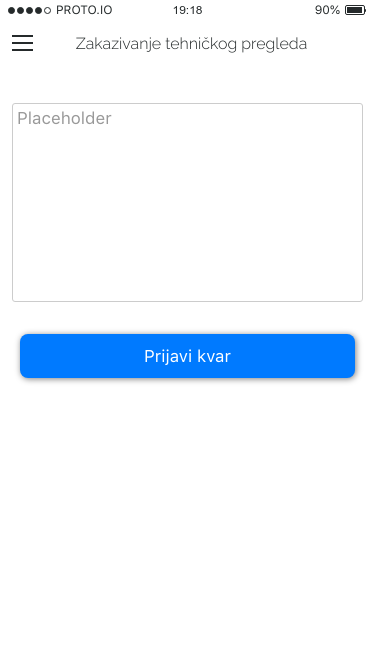 PROTO.IO 19:18 90%
Zakazivanje tehničkog pregleda
Placeholder
Prijavi kvar